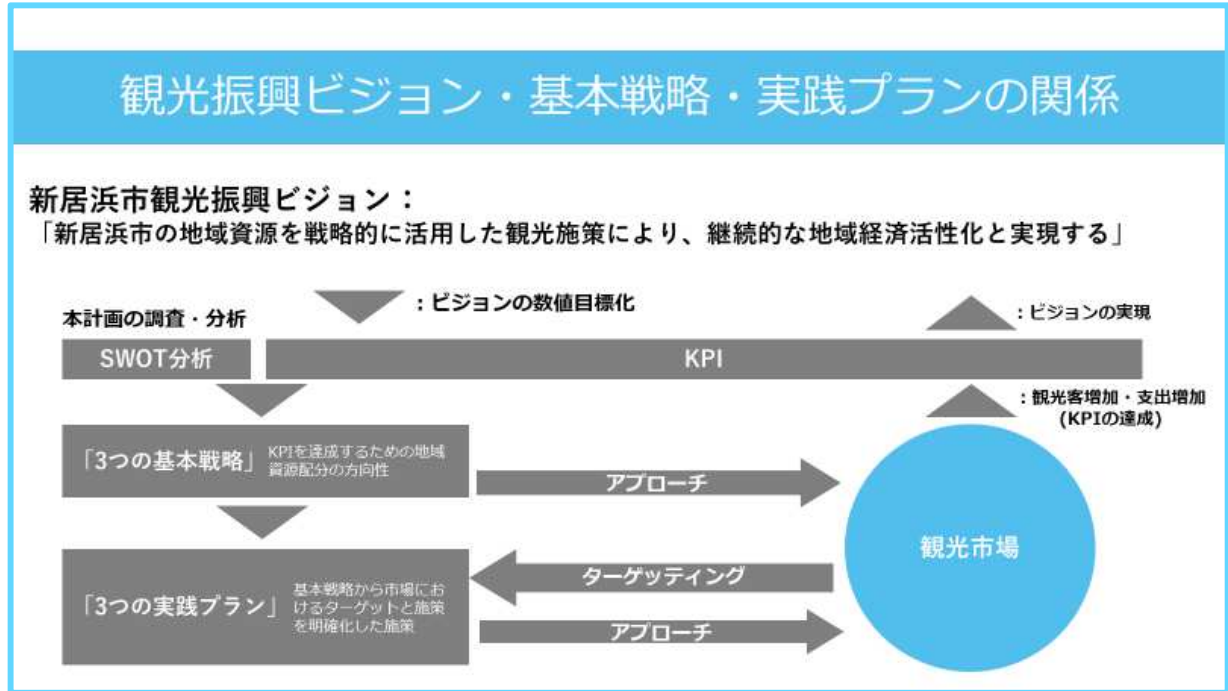 観光振興ビジョン・基本戦略・実践プランの関係
新居浜市観光振興ビジョン：
「新居浜市の地域資源を戦略的に活用した観光施策により、継続的な地域経済活性化と実現する」
：ビジョンの数値目標化
：ビジョンの実現
本計画の調査・分析
SWOT分析
KPI
：観光客増加・支出増加
(KPIの達成)
「3つの基本戦略」
KPIを達成するための地域
資源配分の方向性
アプローチ
観光市場
ターゲッティング
「3つの実践プラン」
基本戦略から市場にお
けるターゲットと施策
を明確化した施策
アプローチ